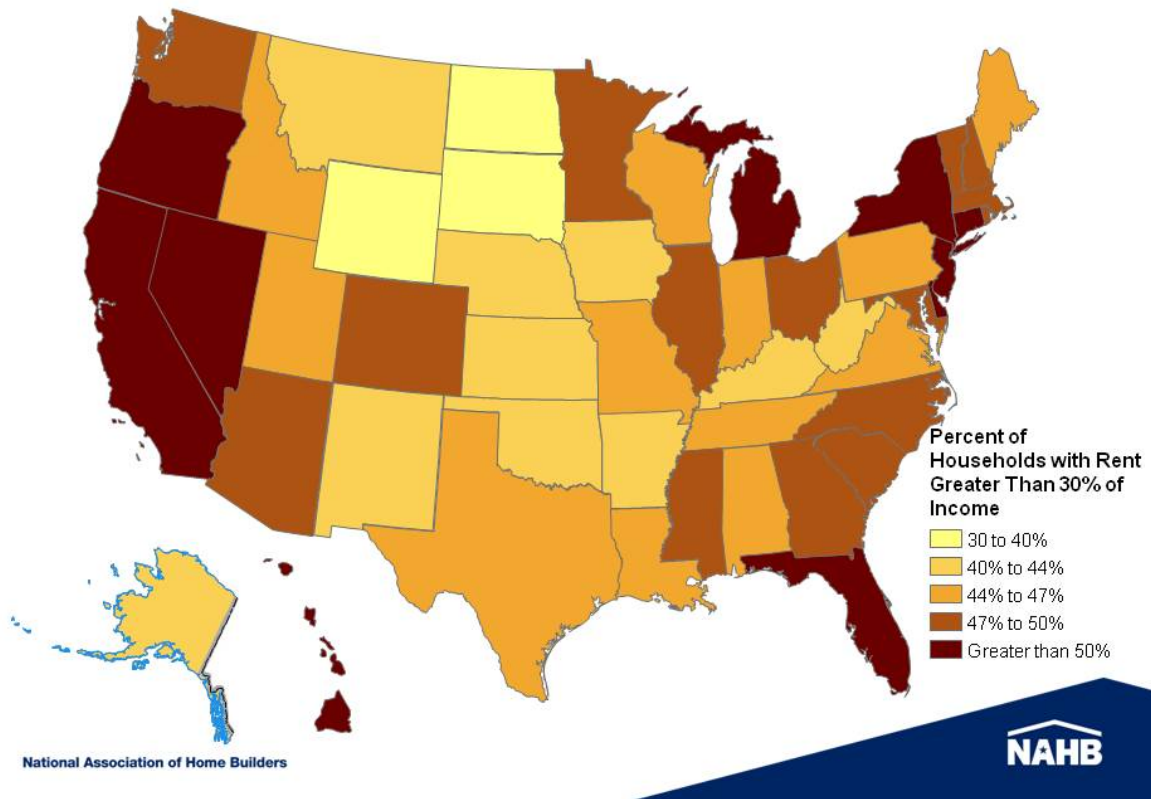 Percent of
Households with Rent
Greater Than 30% of
Income
30 to 40%
40% to 44%
44% to 47%
47% to 50%
Greater than 50%
National Association of Home Builders
NAHB